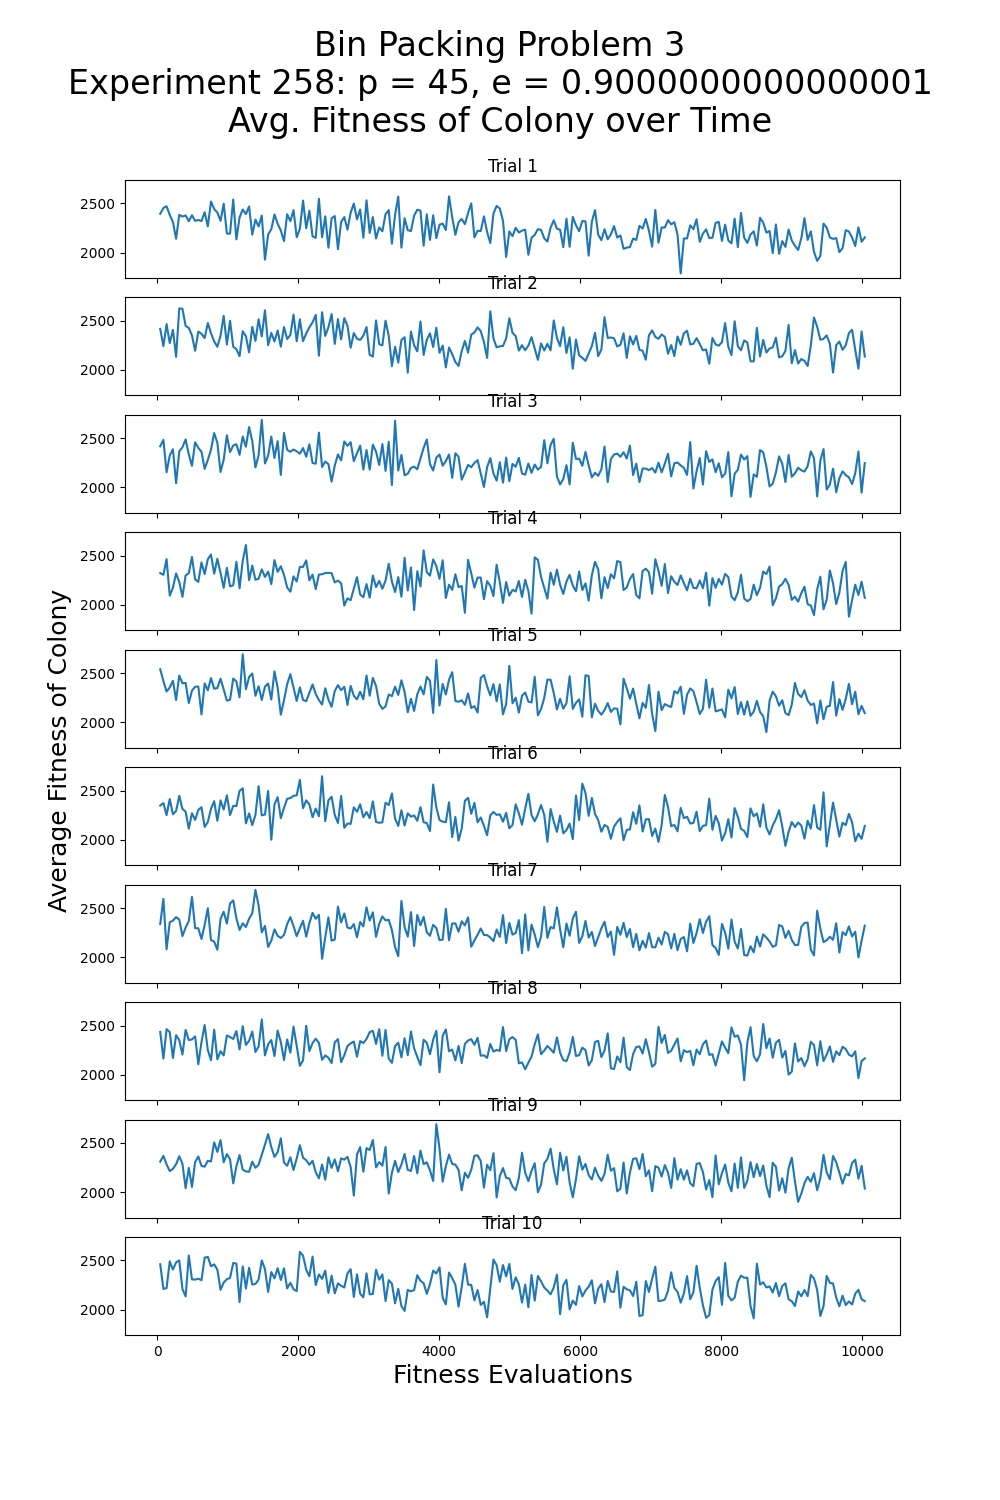 Bin Packing Problem 3
Experiment 258: p = 45, e = 0.9000000000000001
Avg. Fitness of Colony over Time
Trial 1
2500
2000
Trial 2
2500
2000
Trial 3
2500
2000
Trial 4
2500
2000
Trial 5
2500
2000
Trial 6
2500
2000
Trial 7
2500
2000
Trial 8
2500
2000
Trial 9
2500
2000
Trial 10
2500
2000
0 2000 4000 6000 8000 10000
Fitness Evaluations
Average Fitness of Colony